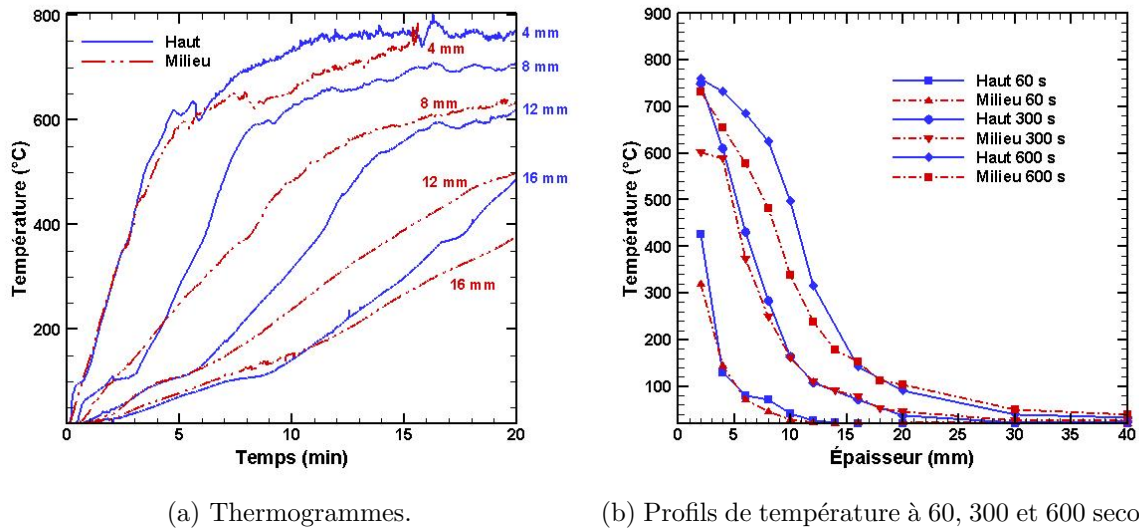 800
600
400
200
0
5
10
15
20
Température (°C)
Temps (min)
Haut
Milieu
4 mm
4 mm
8 mm
8 mm
12 mm
12 mm
16 mm
16 mm
900
800
700
600
500
400
300
200
100
0
5
10
15
20
25
30
35
40
Température (°C)
Épaisseur (mm)
Haut 60 s
Milieu 60 s
Haut 300 s
Milieu 300 s
Haut 600 s
Milieu 600 s
(a) Thermogrammes.
(b) Profils de température à 60, 300 et 600 seco